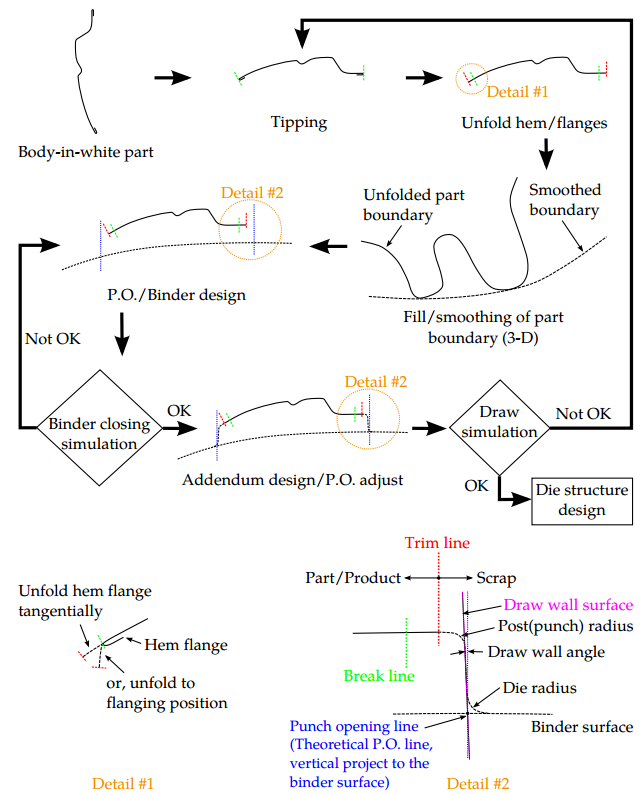 Body-in-white part
Tipping
Detail #1
Unfold hem/flanges
Detail #2
P.O./Binder design
Unfolded part
boundary
Smoothed
boundary
Fill/smoothing of part
boundary (3-D)
Not OK
Binder closing
simulation
OK
Detail #2
Addendum design/P.O. adjust
Draw
simulation
Not OK
OK
Die structure
design
Unfold hem flange
tangentially
Hem flange
or, unfold to
flanging position
Detail #1
Trim line
Part/Product
Scrap
Draw wall surface
Post(punch) radius
Draw wall angle
Break line
Die radius
Binder surface
Punch opening line
(Theoretical P.O. line,
vertical project to the
binder surface)
Detail #2